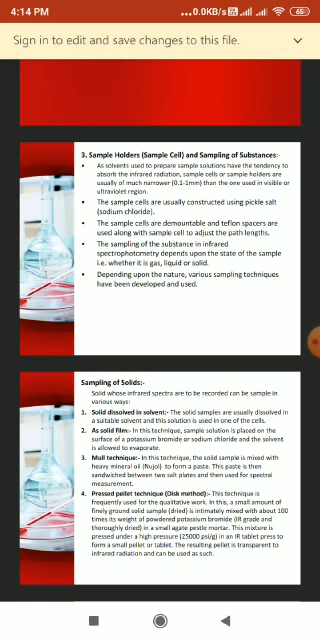 4:14 PM
...0.0KB/s
65
Sign in to edit and save changes to this file.
3. Sample Holders (Sample Cell) and Sampling of Substances:-
• As solvents used to prepare sample solutions have the tendency to
absorb the infrared radiation, sample cells or sample holders are
usually of much narrower (0.1-1mm) than the one used in visible or
ultraviolet region.
• The sample cells are usually constructed using pickle salt
(sodium chloride).
• The sample cells are demountable and teflon spacers are
used along with sample cell to adjust the path lengths.
• The sampling of the substance in infrared
spectrophotometry depends upon the state of the sample
i.e. whether it is gas, liquid or solid.
• Depending upon the nature, various sampling techniques
have been developed and used.
Sampling of Solids:-
Solid whose infrared spectra are to be recorded can be sample in
various ways:
1. Solid dissolved in solvent:- The solid samples are usually dissolved in
a suitable solvent and this solution is used in one of the cells.
2. As solid film:- In this technique, sample solution is placed on the
surface of a potassium bromide or sodium chloride and the solvent
is allowed to evaporate.
3. Mull technique:- In this technique, the solid sample is mixed with
heavy mineral oil (Nujol) to form a paste. This paste is then
sandwiched between two salt plates and then used for spectral
measurement.
4. Pressed pellet technique (Disk method):- This technique is
frequently used for the qualitative work. In this, a small amount of
finely ground solid sample (dried) is intimately mixed with about 100
times its weight of powdered potassium bromide (IR grade and
thoroughly dried) in a small agate pestle mortar. This mixture is
pressed under a high pressure (25000 psi/g) in an IR tablet press to
form a small pellet or tablet. The resulting pellet is transparent to
infrared radiation and can be used as such.